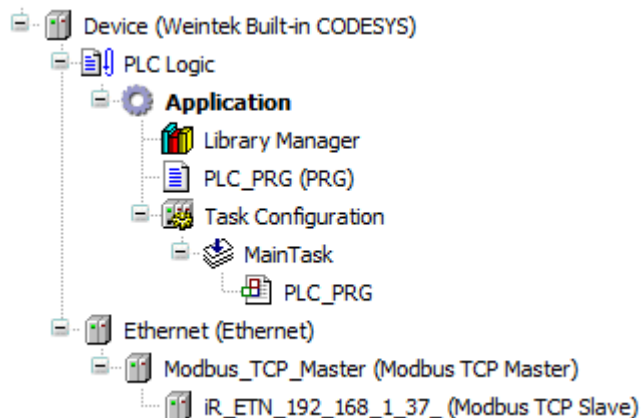 Device (Weintek Built-in CODESYS)
PLC Logic
Application
Library Manager
PLC_PRG (PRG)
Task Configuration
MainTask
PLC_PRG
Ethernet (Ethernet)
Modbus_TCP_Master (Modbus TCP Master)
iR_ETN_192_168_1_37_ (Modbus TCP Slave)